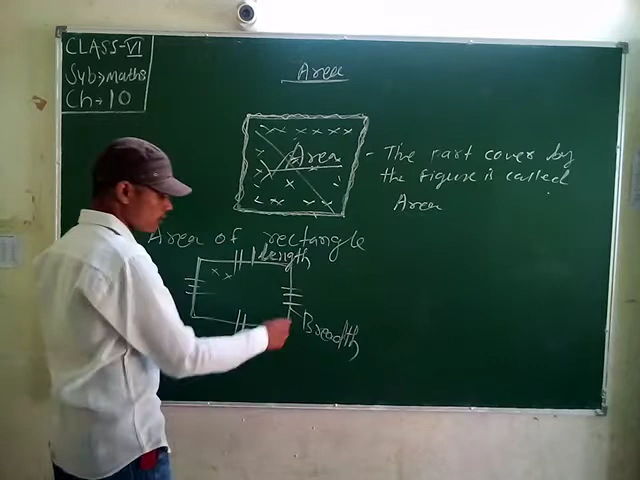 CLASS-VI
Sub→maths
Ch→10
Area
Area
- The part cover by
the figure is called
Area
Area of rectangle
length
Breadth